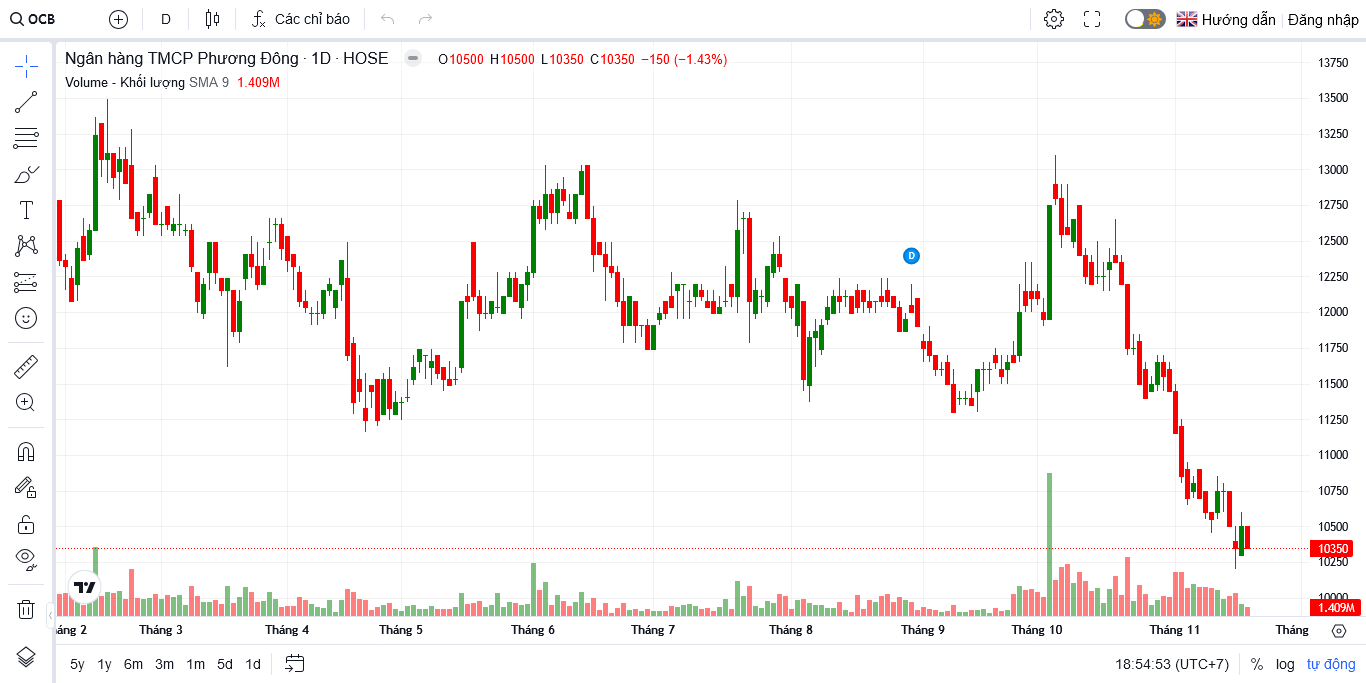 OCB D Các chỉ báo Hướng dẫn Đăng nhập
Ngân hàng TMCP Phương Đông · 1D · HOSE O10500 H10500 L10350 C10350 −150 (−1.43%)
Volume - Khối lượng SMA 9 1.409M
13750
13500
13250
13000
12750
12500
12250
12000
11750
11500
11250
11000
10750
10500
10350
10250
10000
1.409M
D
áng 2 Tháng 3 Tháng 4 Tháng 5 Tháng 6 Tháng 7 Tháng 8 Tháng 9 Tháng 10 Tháng 11 Tháng
5y 1y 6m 3m 1m 5d 1d 18:54:53 (UTC+7) % log tự động